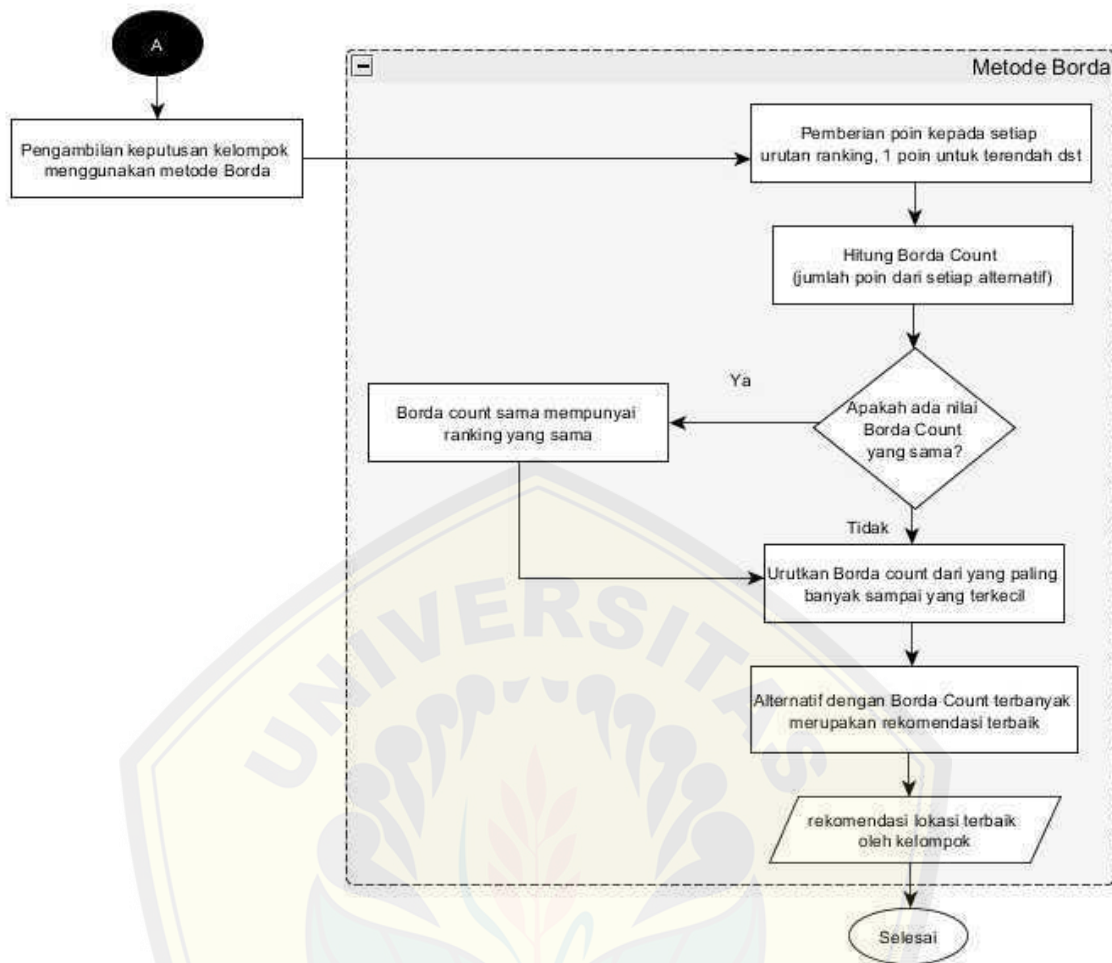 A
Metode Borda
Pengambilan keputusan kelompok
menggunakan metode Borda
Pemberian poin kepada setiap
urutan ranking, 1 poin untuk terendah dst
Hitung Borda Count
(jumlah poin dari setiap alternatif)
Ya
Borda count sama mempunyai
ranking yang sama
Apakah ada nilai
Borda Count
yang sama?
Tidak
Urutkan Borda count dari yang paling
banyak sampai yang terkecil
Alternatif dengan Borda Count terbanyak
merupakan rekomendasi terbaik
rekomendasi lokasi terbaik
oleh kelompok
Selesai
UNIVERSITAS